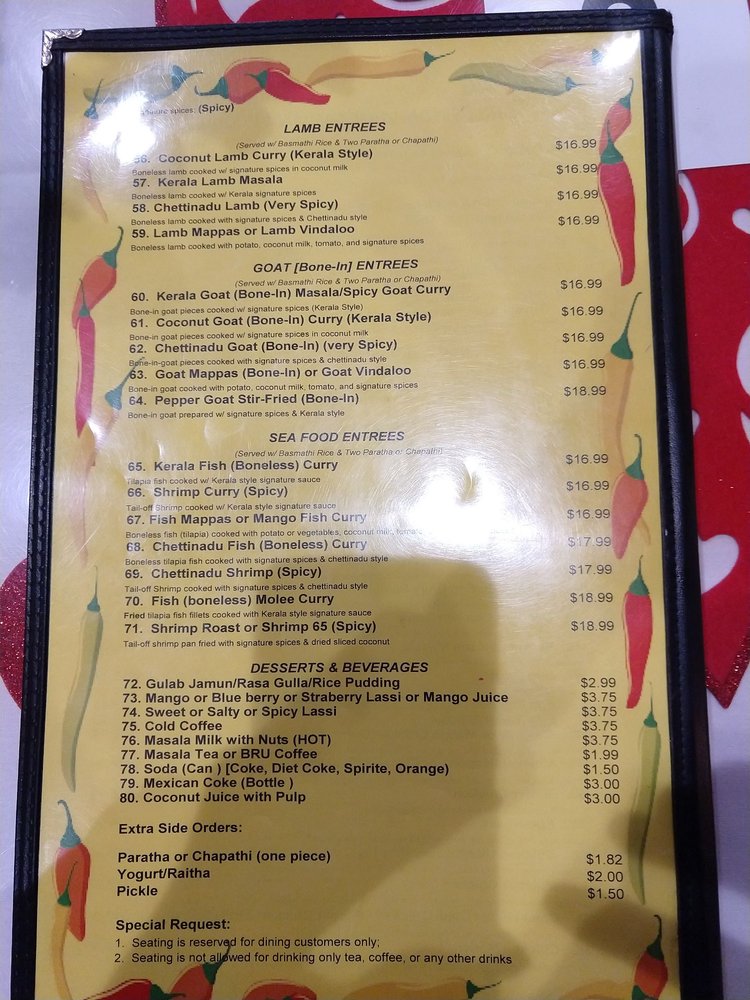 spices: (Spicy)
LAMB ENTREES
(Served w/ Basmathi Rice & Two Paratha or Chapathi)
56. Coconut Lamb Curry (Kerala Style) $16.99
Boneless lamb cooked with signature spices in coconut milk
57. Kerala Lamb Masala $16.99
Boneless lamb cooked w/ Kerala signature spices
58. Chettinadu Lamb (Very Spicy) $16.99
Boneless lamb cooked with signature spices & Chettinadu style
59. Lamb Mappas or Lamb Vindaloo $16.99
Boneless lamb cooked with potato, coconut milk, tomato, and signature spices
GOAT [Bone-In] ENTREES
(Served w/ Basmathi Rice & Two Paratha or Chapathi)
60. Kerala Goat (Bone-In) Masala/Spicy Goat Curry $16.99
Bone-in goat pieces cooked w/ signature spices (Kerala Style)
61. Coconut Goat (Bone-In) Curry (Kerala Style) $16.99
Bone-in goat pieces cooked w/ signature spices in coconut milk
62. Chettinadu Goat (Bone-In) (very Spicy) $16.99
Bone-in-goat pieces cooked with signature spices & chettinadu style
63. Goat Mappas (Bone-In) or Goat Vindaloo $16.99
Bone-in goat cooked with potato, coconut milk, tomato, and signature spices
64. Pepper Goat Stir-Fried (Bone-In) $18.99
Bone-in goat prepared w/ signature spices & Kerala style
SEA FOOD ENTREES
(Served w/ Basmathi Rice & Two Paratha or Chapathi)
65. Kerala Fish (Boneless) Curry $16.99
Tilapia fish cooked w/ Kerala style signature sauce
66. Shrimp Curry (Spicy) $16.99
Tail-off Shrimp cooked w/ Kerala style signature sauce
67. Fish Mappas or Mango Fish Curry $16.99
Boneless fish (tilapia) cooked with potato or vegetables, coconut milk,
68. Chettinadu Fish (Boneless) Curry $17.99
Boneless tilapia fish cooked with signature spices & chettinadu style
69. Chettinadu Shrimp (Spicy) $17.99
Tail-off Shrimp cooked with signature spices & chettinadu style
70. Fish (boneless) Molee Curry $18.99
Fried tilapia fish fillets cooked with Kerala style signature sauce
71. Shrimp Roast or Shrimp 65 (Spicy) $18.99
Tail-off shrimp pan fried with signature spices & dried sliced coconut
DESSERTS & BEVERAGES
72. Gulab Jamun/Rasa Gulla/Rice Pudding $2.99
73. Mango or Blue berry or Straberry Lassi or Mango Juice $3.75
74. Sweet or Salty or Spicy Lassi $3.75
75. Cold Coffee $3.75
76. Masala Milk with Nuts (HOT) $3.75
77. Masala Tea or BRU Coffee $1.99
78. Soda (Can ) [Coke, Diet Coke, Spirite, Orange) $1.50
79. Mexican Coke (Bottle ) $3.00
80. Coconut Juice with Pulp $3.00
Extra Side Orders:
Paratha or Chapathi (one piece) $1.82
Yogurt/Raitha $2.00
Pickle $1.50
Special Request:
1. Seating is reserved for dining customers only;
2. Seating is not allowed for drinking only tea, coffee, or any other drinks